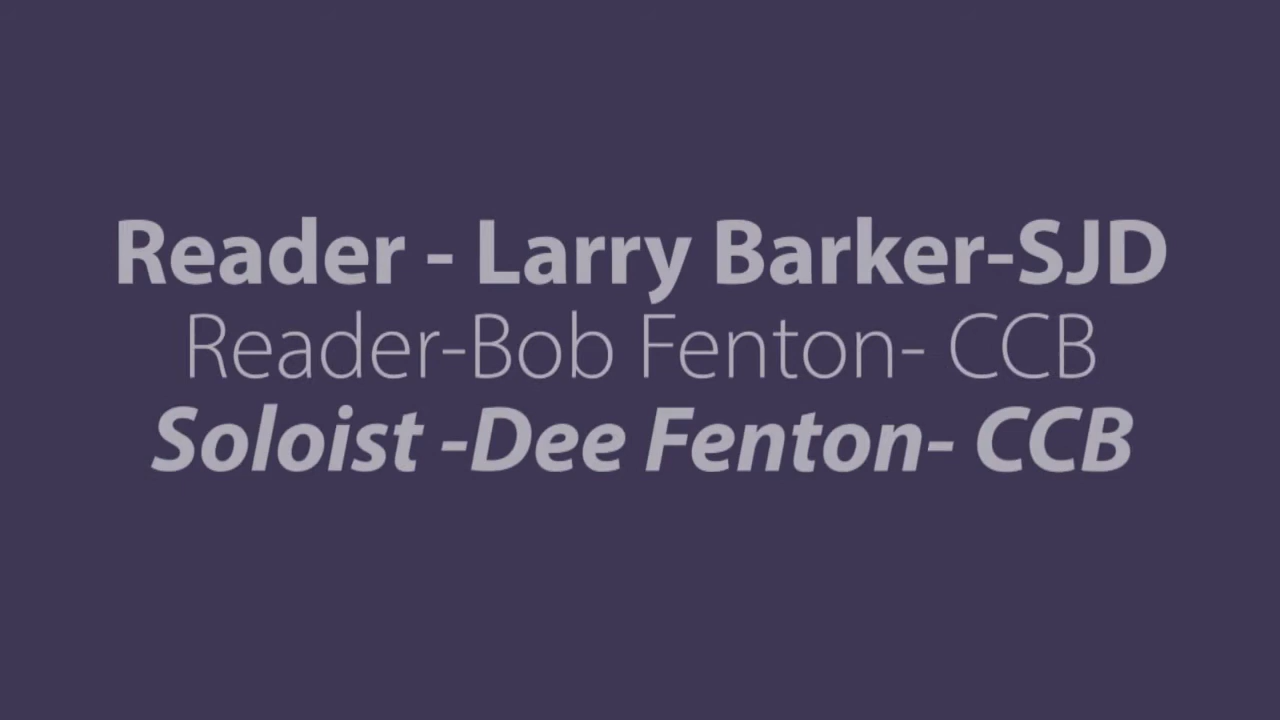 Reader - Larry Barker-SJD
Reader-Bob Fenton- CCB
Soloist -Dee Fenton- CCB